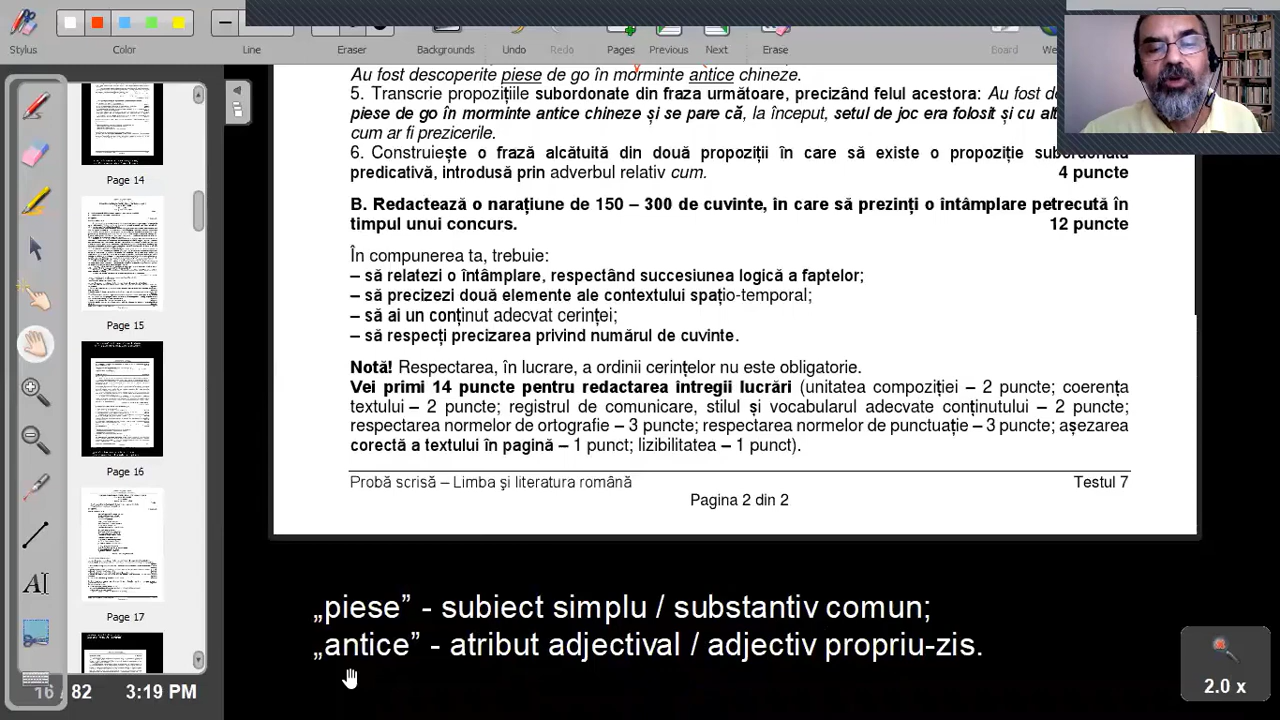 Stylus
Color
Line
Eraser
Backgrounds
Undo
Redo
Pages
Previous
Next
Erase
Board
Page 14
Page 15
Page 16
Page 17
16 / 82
3:19 PM
Au fost descoperite piese de go în morminte antice chineze.
5. Transcrie propozițiile subordonate din fraza următoare, precizând felul acestora: Au fost
piese de go în morminte antice chineze și se pare că, la început, setul de joc era folosit și cu
cum ar fi prezicerile.
6. Construiește o frază alcătuită din două propoziții în care să existe o propoziție subordonată
predicativă, introdusă prin adverbul relativ cum. 4 puncte
B. Redactează o narațiune de 150 – 300 de cuvinte, în care să prezinți o întâmplare petrecută în
timpul unui concurs. 12 puncte
În compunerea ta, trebuie:
– să relatezi o întâmplare respectând succesiunea logică a faptelor;
– să precizezi două elemente ale contextului spațio-temporal;
– să ai un conținut adecvat cerinței;
– să respecți precizarea privind numărul de cuvinte.
Notă! Respectarea, în lucrare, a ordinii cerințelor nu este obligatorie.
Vei primi 14 puncte pentru redactarea întregii lucrări (unitatea compoziției – 2 puncte; coerența
textului – 2 puncte; registrul de comunicare, stilul și vocabularul adecvate conținutului – 2 puncte;
respectarea normelor de ortografie – 3 puncte; respectarea normelor de punctuație – 3 puncte; așezarea
corectă a textului în pagină – 1 punct; lizibilitatea – 1 punct).
Probă scrisă – Limba şi literatura română Testul 7
Pagina 2 din 2
„piese” - subiect simplu / substantiv comun;
„antice” - atribut adjectival / adjectiv propriu-zis.
2.0 x